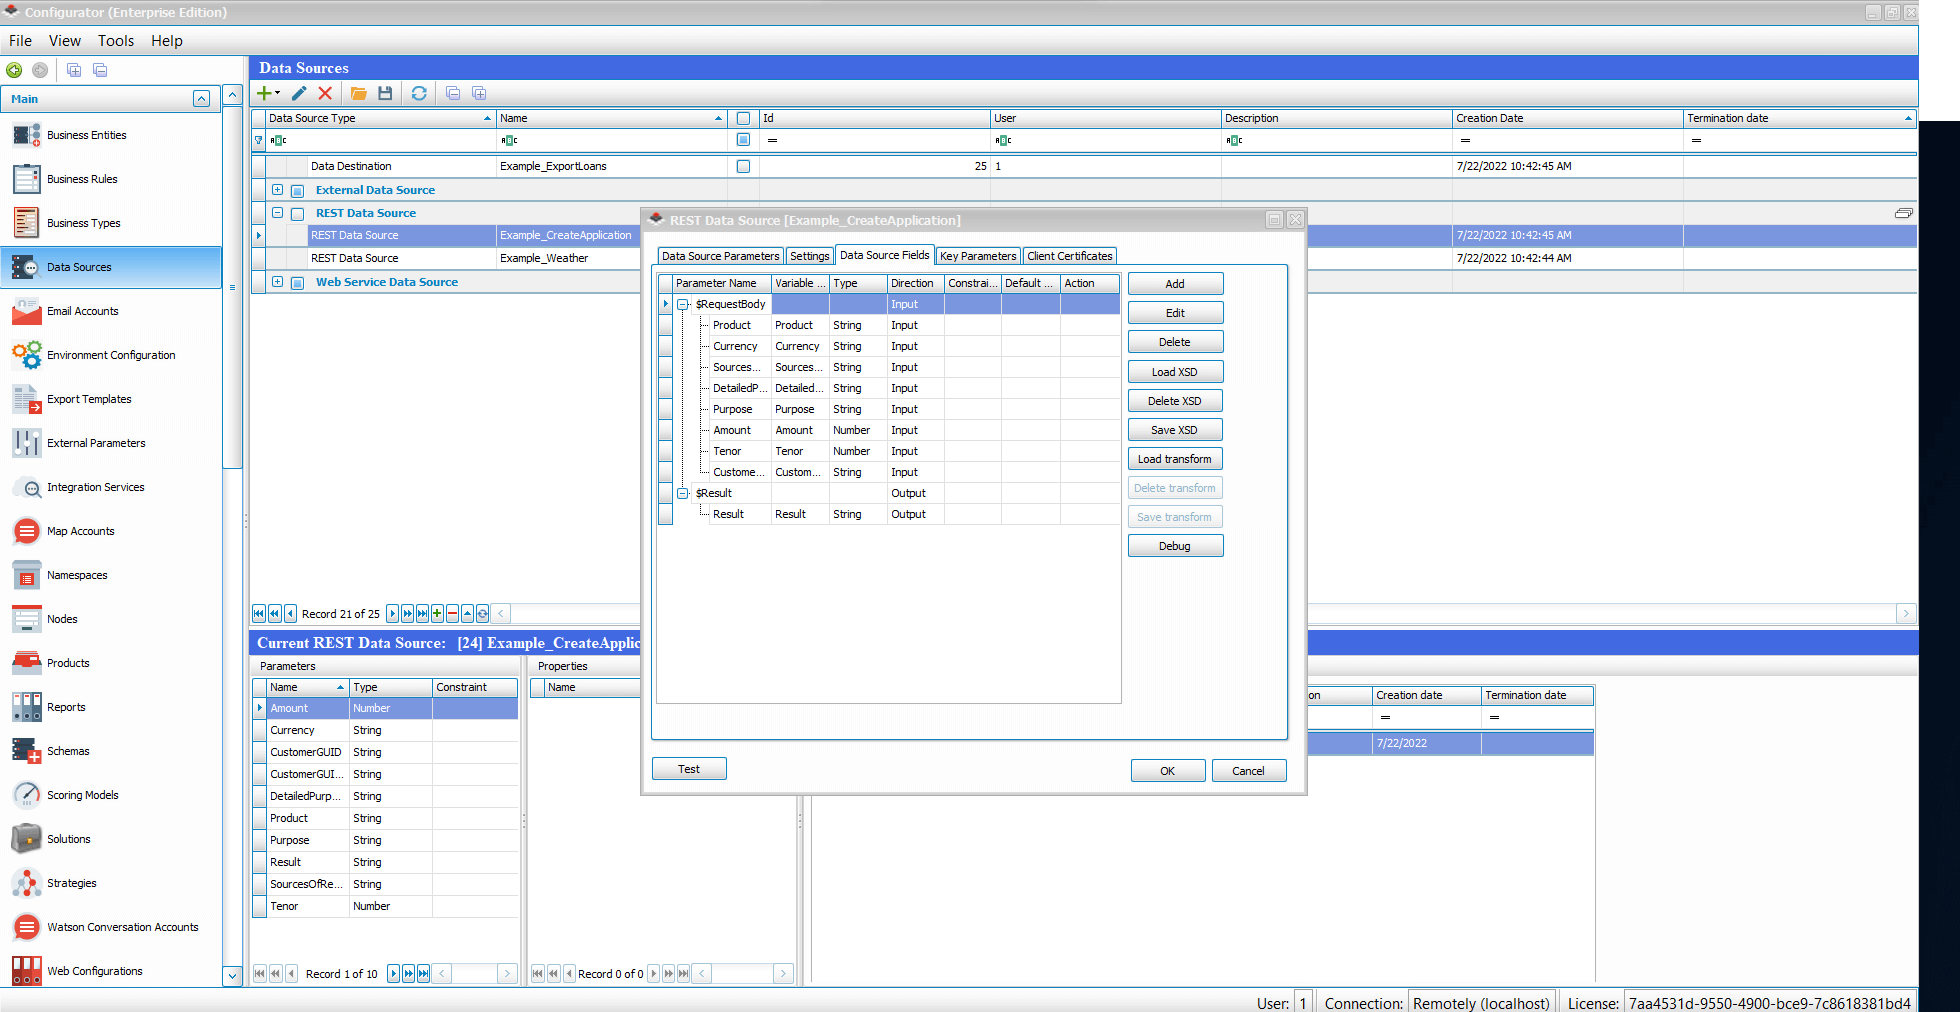 Configurator (Enterprise Edition)
File View Tools Help
Main
Business Entities
Business Rules
Business Types
Data Sources
Email Accounts
Environment Configuration
Export Templates
External Parameters
Integration Services
Map Accounts
Namespaces
Nodes
Products
Reports
Schemas
Scoring Models
Solutions
Strategies
Watson Conversation Accounts
Web Configurations
Data Sources
Data Source Type Name Id User Description Creation Date Termination date
= = =
Data Destination Example_ExportLoans 25 1 7/22/2022 10:42:45 AM
External Data Source
REST Data Source
REST Data Source Example_CreateApplication 7/22/2022 10:42:45 AM
REST Data Source Example_Weather 7/22/2022 10:42:44 AM
Web Service Data Source
Record 21 of 25
REST Data Source [Example_CreateApplication]
Data Source Parameters Settings Data Source Fields Key Parameters Client Certificates
Parameter Name Variable ... Type Direction Constrai... Default ... Action
$RequestBody Input
Product Product String Input
Currency Currency String Input
Sources... Sources... String Input
DetailedP... Detailed... String Input
Purpose Purpose String Input
Amount Amount Number Input
Tenor Tenor Number Input
Custome... Custom... String Input
$Result Output
Result Result String Output
Add
Edit
Delete
Load XSD
Delete XSD
Save XSD
Load transform
Delete transform
Save transform
Debug
Test OK Cancel
Current REST Data Source: [24] Example_CreateApplic
Parameters
Name Type Constraint
Amount Number
Currency String
CustomerGUID String
CustomerGUI... String
DetailedPurp... String
Product String
Purpose String
Result String
SourcesOfRe... String
Tenor Number
Record 1 of 10
Properties
Name
Record 0 of 0
on Creation date Termination date
= =
7/22/2022
User: 1 Connection: Remotely (localhost) License: 7aa4531d-9550-4900-bce9-7c8618381bd4